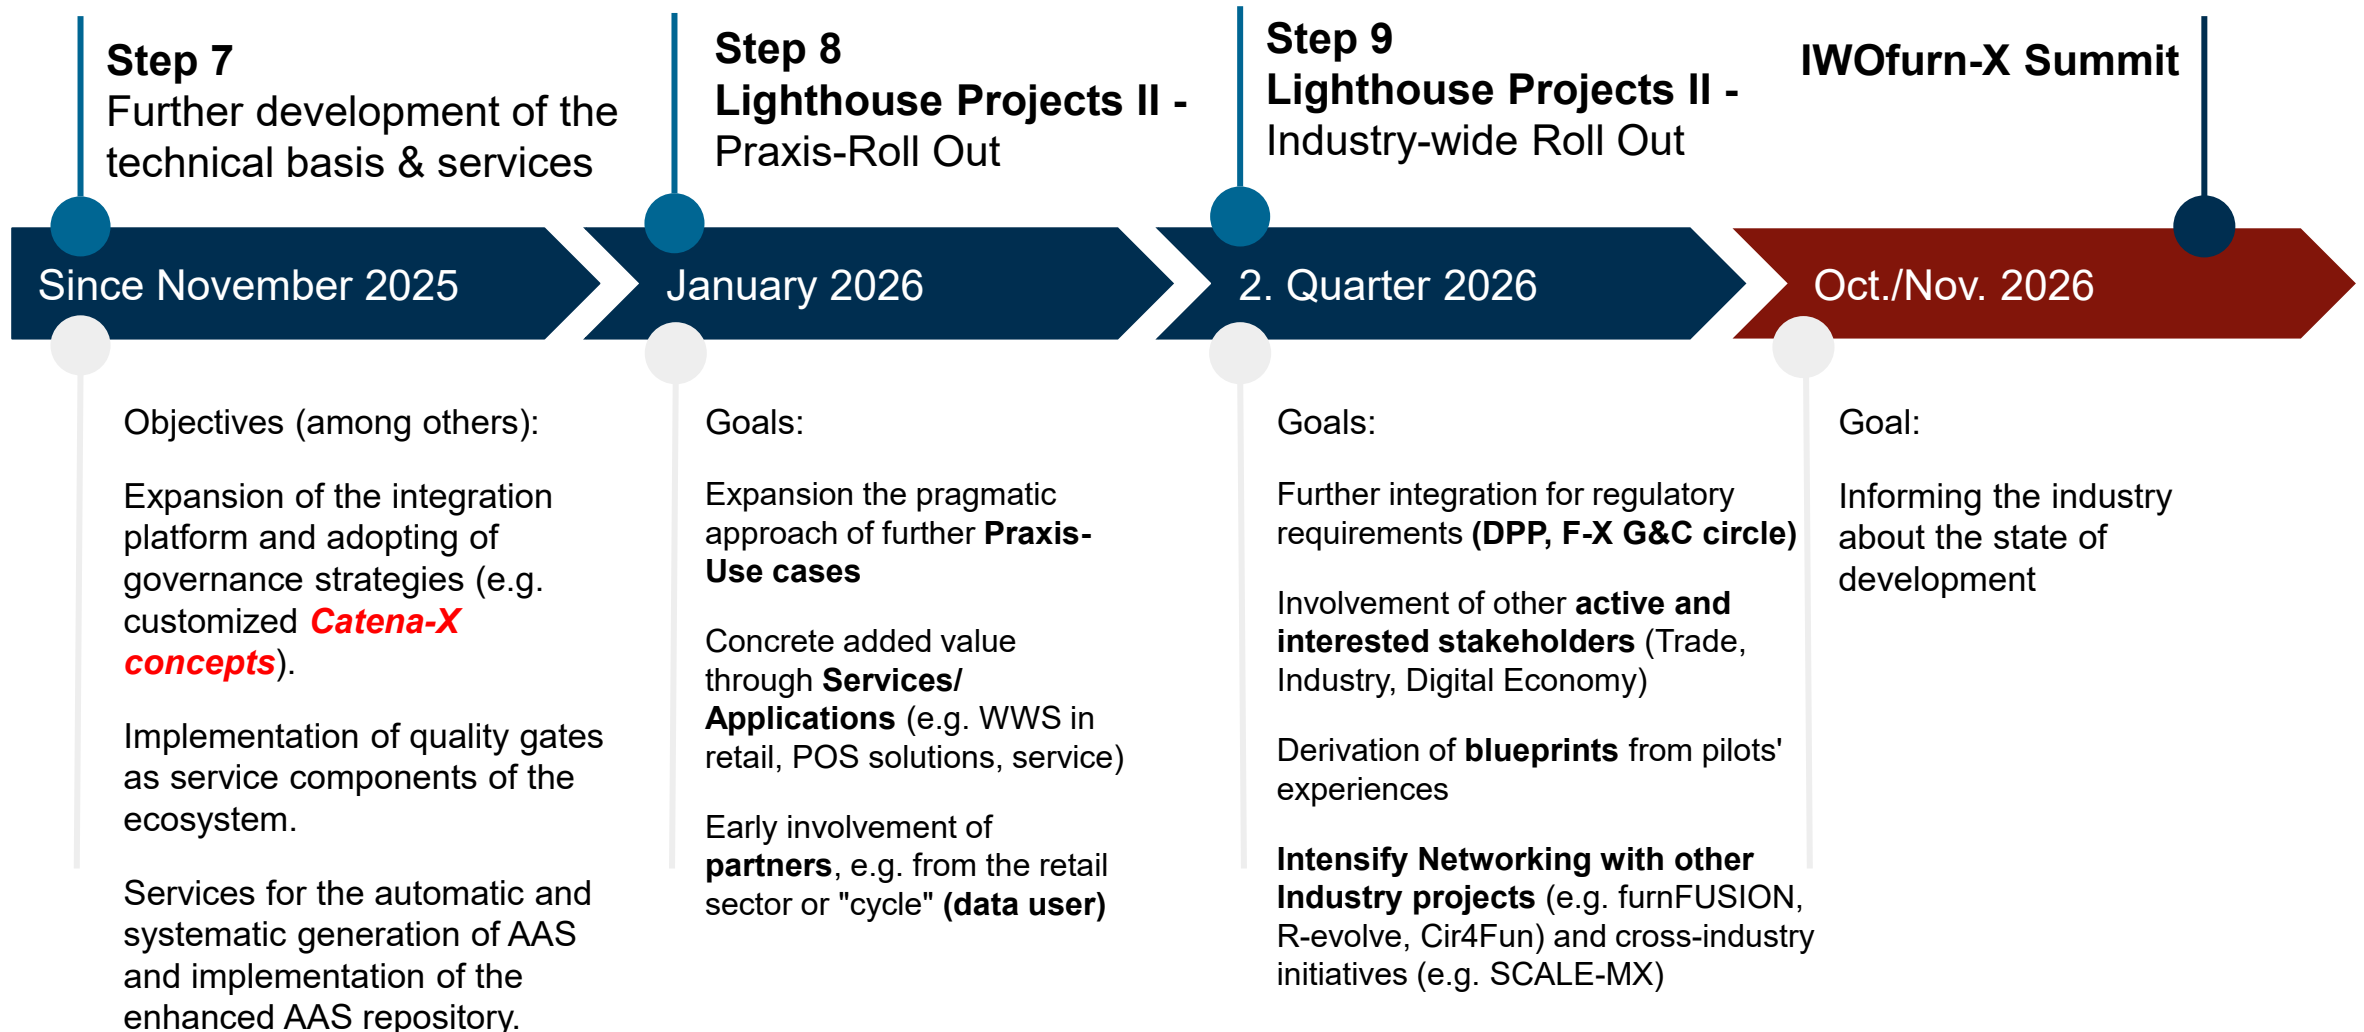 Step 7
Further development of the
technical basis & services
Step 8
Lighthouse Projects II -
Praxis-Roll Out
Step 9
Lighthouse Projects II -
Industry-wide Roll Out
IWOfurn-X Summit
Since November 2025
January 2026
2. Quarter 2026
Oct./Nov. 2026
Objectives (among others):
Expansion of the integration
platform and adopting of
governance strategies (e.g.
customized Catena-X
concepts).
Implementation of quality gates
as service components of the
ecosystem.
Services for the automatic and
systematic generation of AAS
and implementation of the
enhanced AAS repository.
Goals:
Expansion the pragmatic
approach of further Praxis-
Use cases
Concrete added value
through Services/
Applications (e.g. WWS in
retail, POS solutions, service)
Early involvement of
partners, e.g. from the retail
sector or "cycle" (data user)
Goals:
Further integration for regulatory
requirements (DPP, F-X G&C circle)
Involvement of other active and
interested stakeholders (Trade,
Industry, Digital Economy)
Derivation of blueprints from pilots'
experiences
Intensify Networking with other
Industry projects (e.g. furnFUSION,
R-evolve, Cir4Fun) and cross-industry
initiatives (e.g. SCALE-MX)
Goal:
Informing the industry
about the state of
development